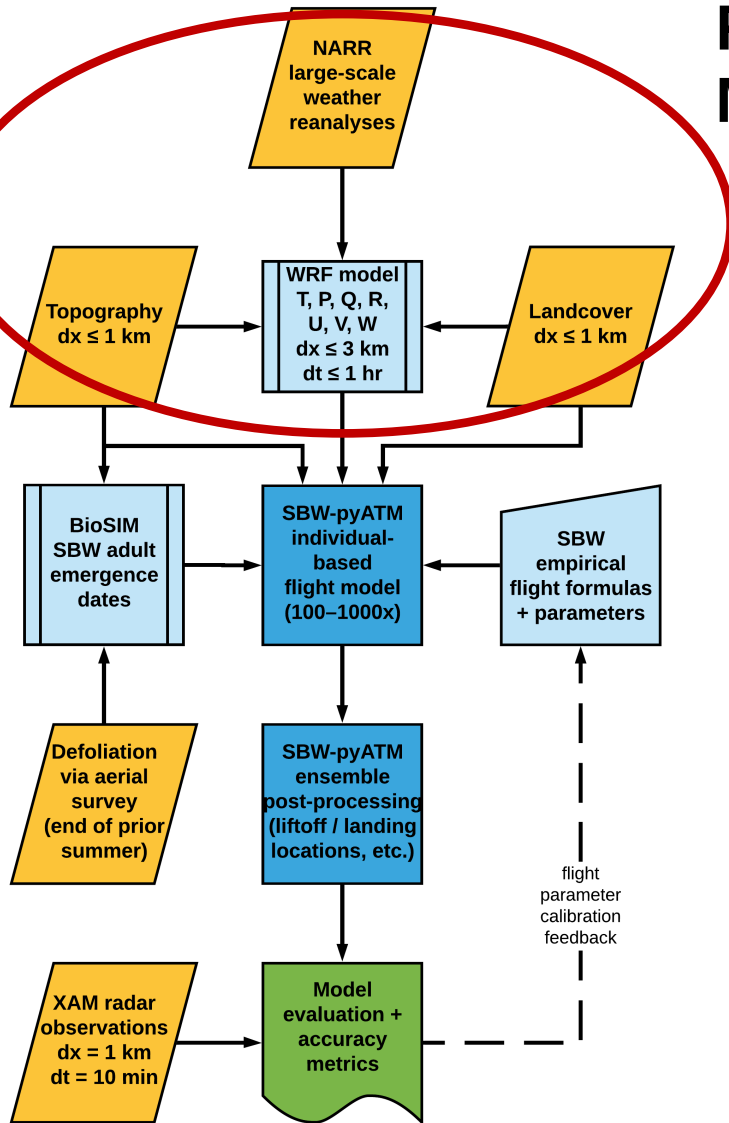 NARR
large-scale
weather
reanalyses
Topography
dx ≤ 1 km
WRF model
T, P, Q, R,
U, V, W
dx ≤ 3 km
dt ≤ 1 hr
Landcover
dx ≤ 1 km
BioSIM
SBW adult
emergence
dates
SBW-pyATM
individual-
based
flight model
(100–1000x)
SBW
empirical
flight formulas
+ parameters
Defoliation
via aerial
survey
(end of prior
summer)
SBW-pyATM
ensemble
post-processing
(liftoff / landing
locations, etc.)
flight
parameter
calibration
feedback
XAM radar
observations
dx = 1 km
dt = 10 min
Model
evaluation +
accuracy
metrics